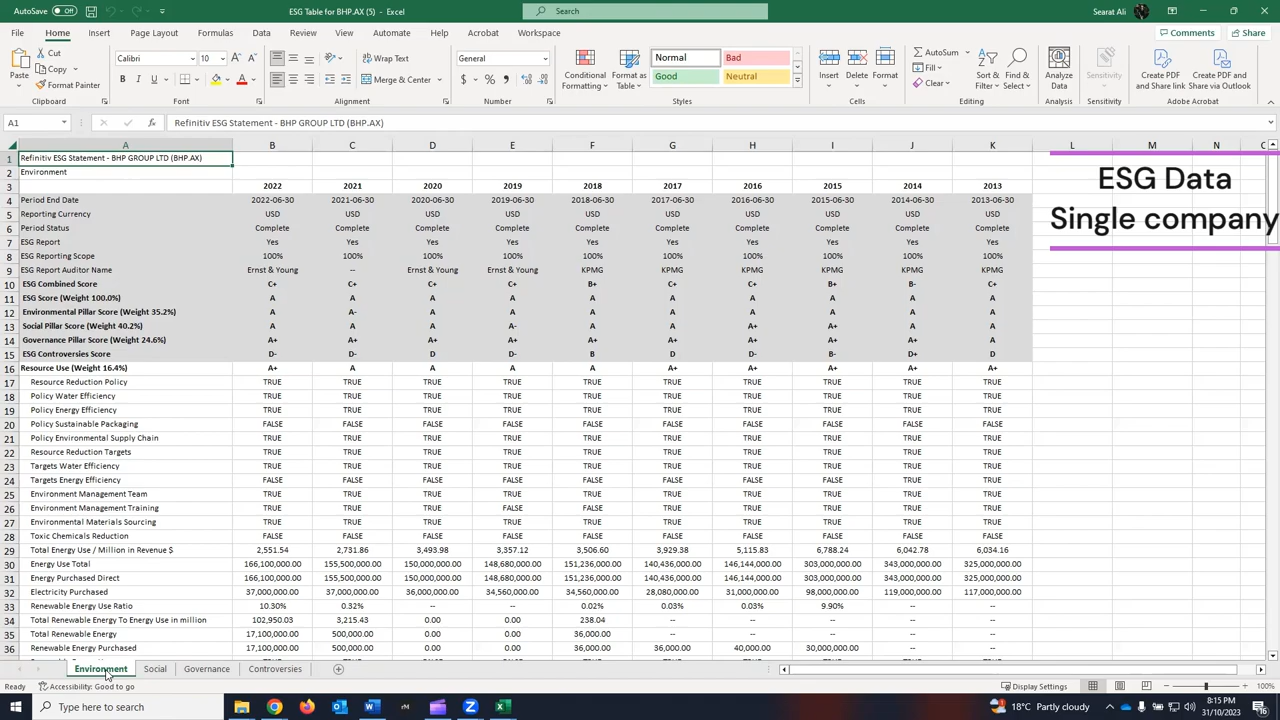 AutoSave Off ESG Table for BHP.AX (5) - Excel Search Searat Ali
File Home Insert Page Layout Formulas Data Review View Automate Help Acrobat Workspace Comments Share
Paste Cut Copy Format Painter Calibri 10 Wrap Text Merge & Center General Conditional Formatting Format as Table Normal Bad Good Neutral Insert Delete Format AutoSum Fill Clear Sort & Filter Find & Select Analyze Data Sensitivity Create PDF and Share link Create PDF and Share via Outlook
Clipboard Font Alignment Number Styles Cells Editing Analysis Sensitivity Adobe Acrobat
A1 Refinitiv ESG Statement - BHP GROUP LTD (BHP.AX)
A B C D E F G H I J K L M N O
1 Refinitiv ESG Statement - BHP GROUP LTD (BHP.AX)
2 Environment
3 2022 2021 2020 2019 2018 2017 2016 2015 2014 2013
4 Period End Date 2022-06-30 2021-06-30 2020-06-30 2019-06-30 2018-06-30 2017-06-30 2016-06-30 2015-06-30 2014-06-30 2013-06-30
5 Reporting Currency USD USD USD USD USD USD USD USD USD USD
6 Period Status Complete Complete Complete Complete Complete Complete Complete Complete Complete Complete
7 ESG Report Yes Yes Yes Yes Yes Yes Yes Yes Yes Yes
8 ESG Reporting Scope 100% 100% 100% 100% 100% 100% 100% 100% 100% 100%
9 ESG Report Auditor Name Ernst & Young -- Ernst & Young Ernst & Young KPMG KPMG KPMG KPMG KPMG KPMG
10 ESG Combined Score C+ C+ C+ C+ B+ C+ C+ B+ B- C+
11 ESG Score (Weight 100.0%) A A A A A A A A A A
12 Environmental Pillar Score (Weight 35.2%) A A- A A A A A A A A
13 Social Pillar Score (Weight 40.2%) A A A A- A A A+ A+ A A
14 Governance Pillar Score (Weight 24.6%) A+ A+ A+ A+ A+ A+ A+ A+ A+ A+
15 ESG Controversies Score D- D- D D- B D D- B- D+ D
16 Resource Use (Weight 16.4%) A+ A A A A A+ A+ A+ A+ A+
17 Resource Reduction Policy TRUE TRUE TRUE TRUE TRUE TRUE TRUE TRUE TRUE TRUE
18 Policy Water Efficiency TRUE TRUE TRUE TRUE TRUE TRUE TRUE TRUE TRUE TRUE
19 Policy Energy Efficiency TRUE TRUE TRUE TRUE TRUE TRUE TRUE TRUE TRUE TRUE
20 Policy Sustainable Packaging FALSE FALSE FALSE FALSE FALSE FALSE FALSE FALSE FALSE FALSE
21 Policy Environmental Supply Chain TRUE TRUE TRUE TRUE TRUE TRUE TRUE TRUE TRUE TRUE
22 Resource Reduction Targets TRUE TRUE TRUE TRUE TRUE TRUE TRUE TRUE TRUE TRUE
23 Targets Water Efficiency TRUE TRUE TRUE TRUE TRUE TRUE TRUE TRUE TRUE TRUE
24 Targets Energy Efficiency FALSE FALSE FALSE FALSE FALSE FALSE FALSE FALSE TRUE TRUE
25 Environment Management Team TRUE TRUE TRUE TRUE TRUE TRUE TRUE TRUE TRUE TRUE
26 Environment Management Training TRUE TRUE TRUE FALSE FALSE TRUE TRUE TRUE TRUE TRUE
27 Environmental Materials Sourcing TRUE TRUE TRUE TRUE TRUE TRUE TRUE TRUE TRUE TRUE
28 Toxic Chemicals Reduction FALSE FALSE FALSE FALSE FALSE FALSE FALSE FALSE FALSE FALSE
29 Total Energy Use / Million in Revenue $ 2,551.54 2,731.86 3,493.98 3,357.12 3,506.60 3,929.38 5,115.83 6,788.24 6,042.78 6,034.16
30 Energy Use Total 166,100,000.00 155,500,000.00 150,000,000.00 148,680,000.00 151,236,000.00 140,436,000.00 146,144,000.00 303,000,000.00 343,000,000.00 325,000,000.00
31 Energy Purchased Direct 166,100,000.00 155,500,000.00 150,000,000.00 148,680,000.00 151,236,000.00 140,436,000.00 146,144,000.00 303,000,000.00 343,000,000.00 325,000,000.00
32 Electricity Purchased 37,000,000.00 37,000,000.00 36,000,000.00 34,560,000.00 34,560,000.00 28,080,000.00 31,000,000.00 98,000,000.00 119,000,000.00 117,000,000.00
33 Renewable Energy Use Ratio 10.30% 0.32% -- -- 0.02% 0.03% 0.03% 9.90% -- --
34 Total Renewable Energy To Energy Use in million 102,950.03 3,215.43 0.00 0.00 238.04 -- -- -- -- --
35 Total Renewable Energy 17,100,000.00 500,000.00 0.00 0.00 36,000.00 -- -- -- -- --
36 Renewable Energy Purchased 17,100,000.00 500,000.00 0.00 0.00 36,000.00 36,000.00 40,000.00 30,000,000.00 -- --
ESG Data
Single company
Environment Social Governance Controversies
Ready Accessibility: Good to go Display Settings 100%
Type here to search 18°C Partly cloudy 8:15 PM
31/10/2023